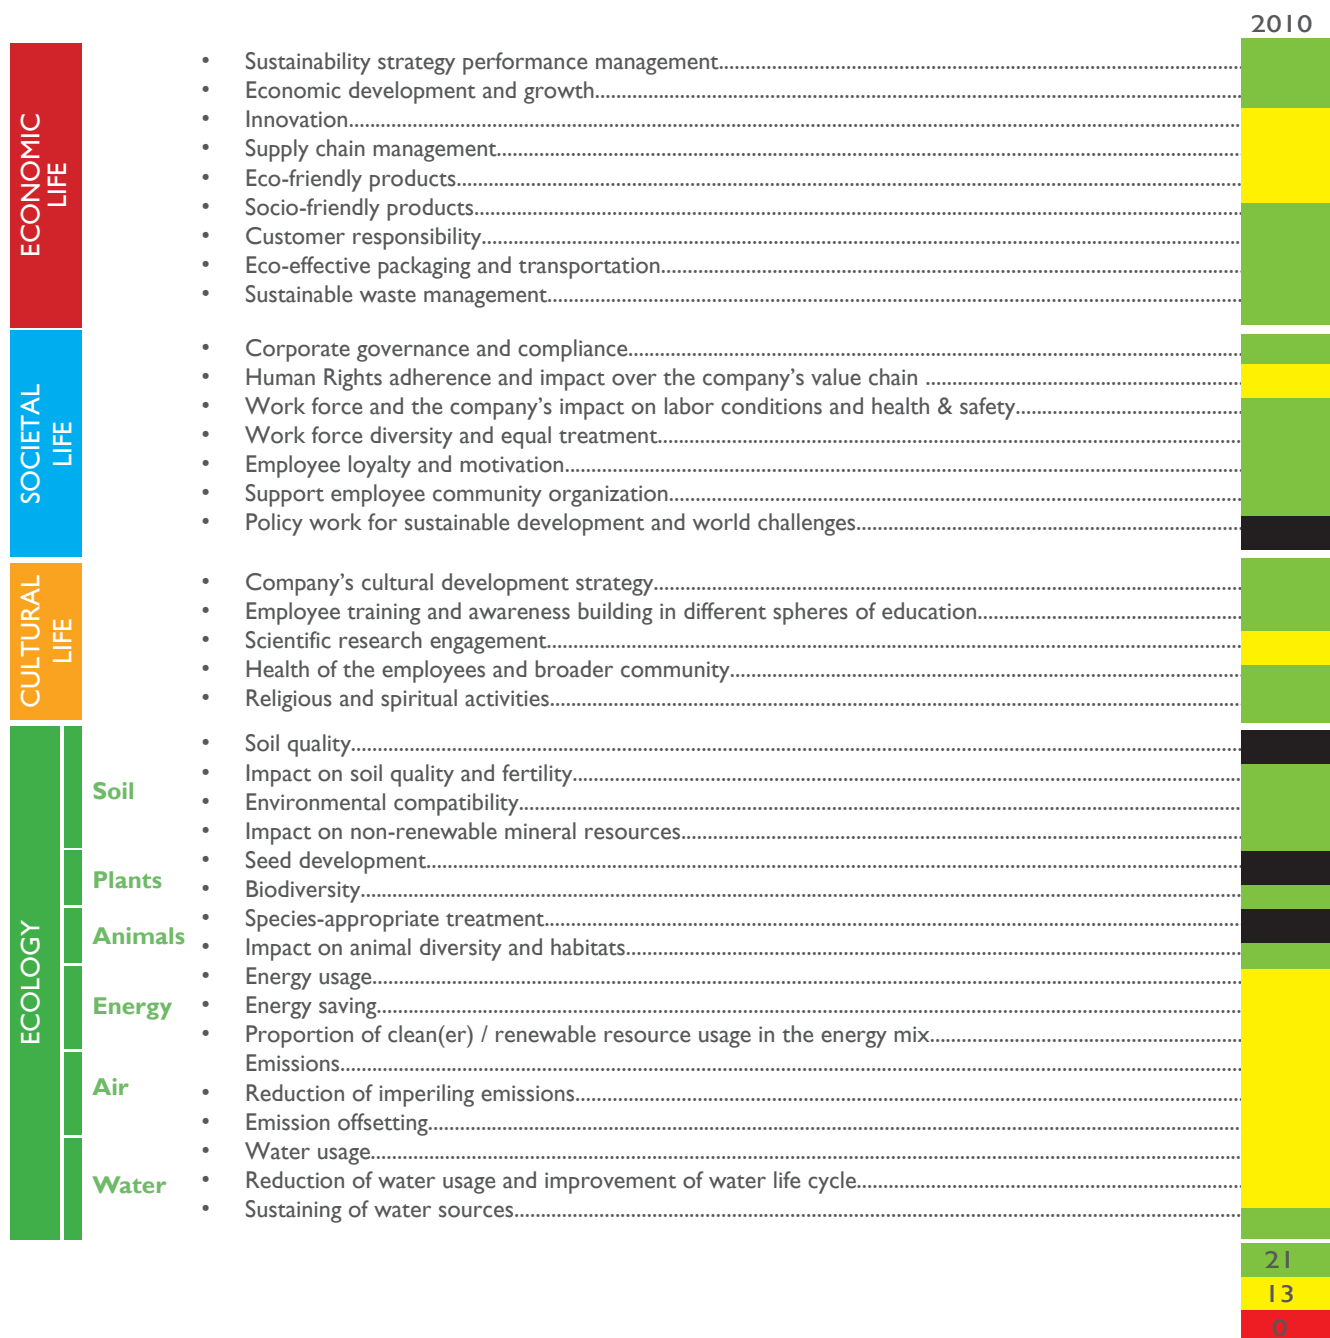 2010
ECONOMIC
LIFE
• Sustainability strategy performance management
• Economic development and growth
• Innovation
• Supply chain management
• Eco-friendly products
• Socio-friendly products
• Customer responsibility
• Eco-effective packaging and transportation
• Sustainable waste management
SOCIETAL
LIFE
• Corporate governance and compliance
• Human Rights adherence and impact over the company’s value chain
• Work force and the company’s impact on labor conditions and health & safety
• Work force diversity and equal treatment
• Employee loyalty and motivation
• Support employee community organization
• Policy work for sustainable development and world challenges
CULTURAL
LIFE
• Company’s cultural development strategy
• Employee training and awareness building in different spheres of education
• Scientific research engagement
• Health of the employees and broader community
• Religious and spiritual activities
ECOLOGY
Soil
• Soil quality
• Impact on soil quality and fertility
• Environmental compatibility
• Impact on non-renewable mineral resources
Plants
• Seed development
• Biodiversity
Animals
• Species-appropriate treatment
• Impact on animal diversity and habitats
Energy
• Energy usage
• Energy saving
• Proportion of clean(er) / renewable resource usage in the energy mix
Air
Emissions
• Reduction of imperiling emissions
• Emission offsetting
Water
• Water usage
• Reduction of water usage and improvement of water life cycle
• Sustaining of water sources
21
13
0